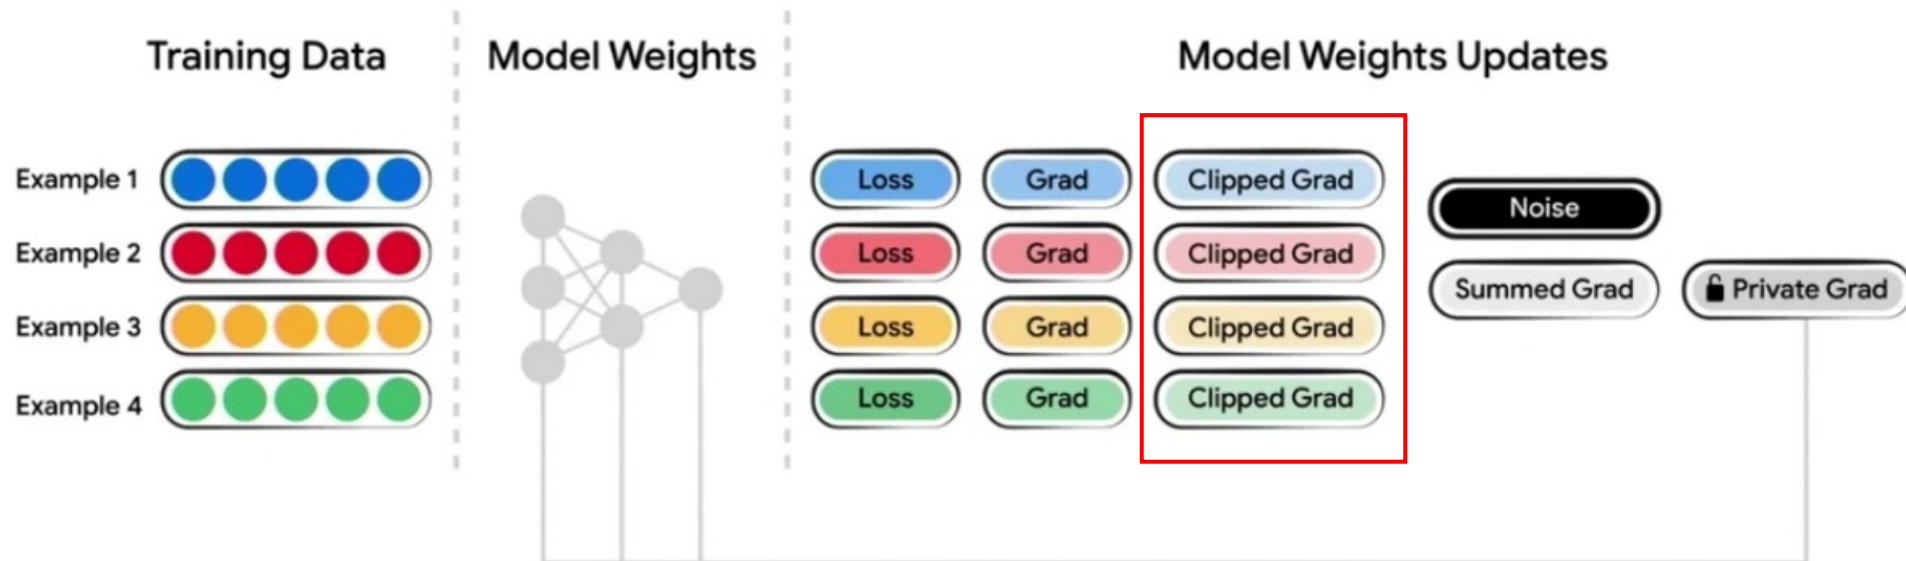 Training Data
Model Weights
Model Weights Updates
Example 1
Loss
Grad
Clipped Grad
Example 2
Loss
Grad
Clipped Grad
Example 3
Loss
Grad
Clipped Grad
Example 4
Loss
Grad
Clipped Grad
Noise
Summed Grad
Private Grad